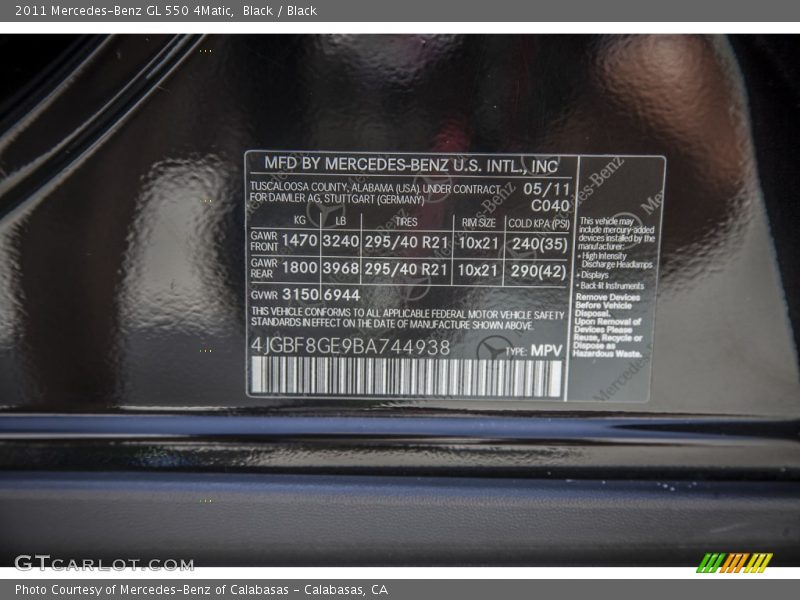 2011 Mercedes-Benz GL 550 4Matic, Black / Black
MFD BY MERCEDES-BENZ U.S. INTL., INC
TUSCALOOSA COUNTY, ALABAMA (USA), UNDER CONTRACT
FOR DAIMLER AG, STUTTGART (GERMANY)
05/11
C040
KG LB TIRES RIM SIZE COLD KPA (PSI)
GAWR FRONT 1470 3240 295/40 R21 10x21 240(35)
GAWR REAR 1800 3968 295/40 R21 10x21 290(42)
GVWR 3150 6944
THIS VEHICLE CONFORMS TO ALL APPLICABLE FEDERAL MOTOR VEHICLE SAFETY
STANDARDS IN EFFECT ON THE DATE OF MANUFACTURE SHOWN ABOVE.
4JGBF8GE9BA744938
TYPE: MPV
This vehicle may
include mercury-added
devices installed by the
manufacturer:
• High Intensity
Discharge Headlamps
• Displays
• Back-lit Instruments
Remove Devices
Before Vehicle
Disposal.
Upon Removal of
Devices Please
Reuse, Recycle or
Dispose as
Hazardous Waste.
GTcarlot.com
Photo Courtesy of Mercedes-Benz of Calabasas - Calabasas, CA